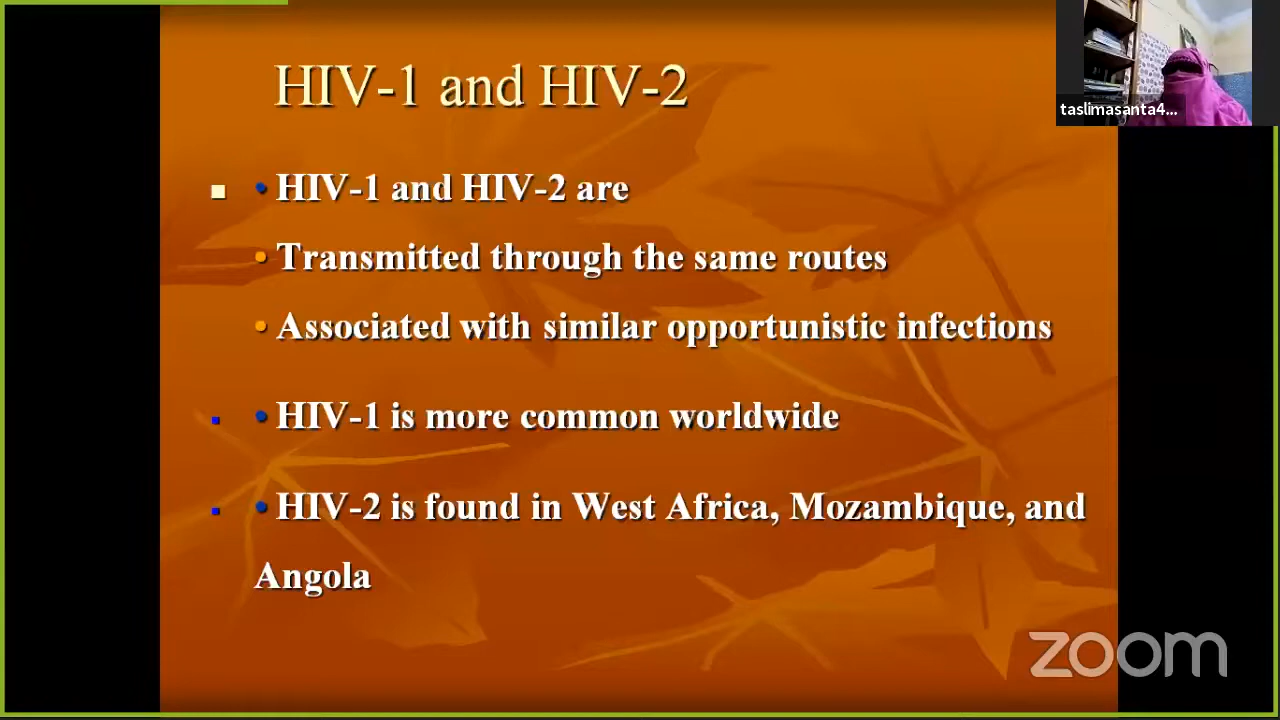 HIV-1 and HIV-2
taslimasanta4...
• HIV-1 and HIV-2 are
• Transmitted through the same routes
• Associated with similar opportunistic infections
• HIV-1 is more common worldwide
• HIV-2 is found in West Africa, Mozambique, and
Angola
zoom